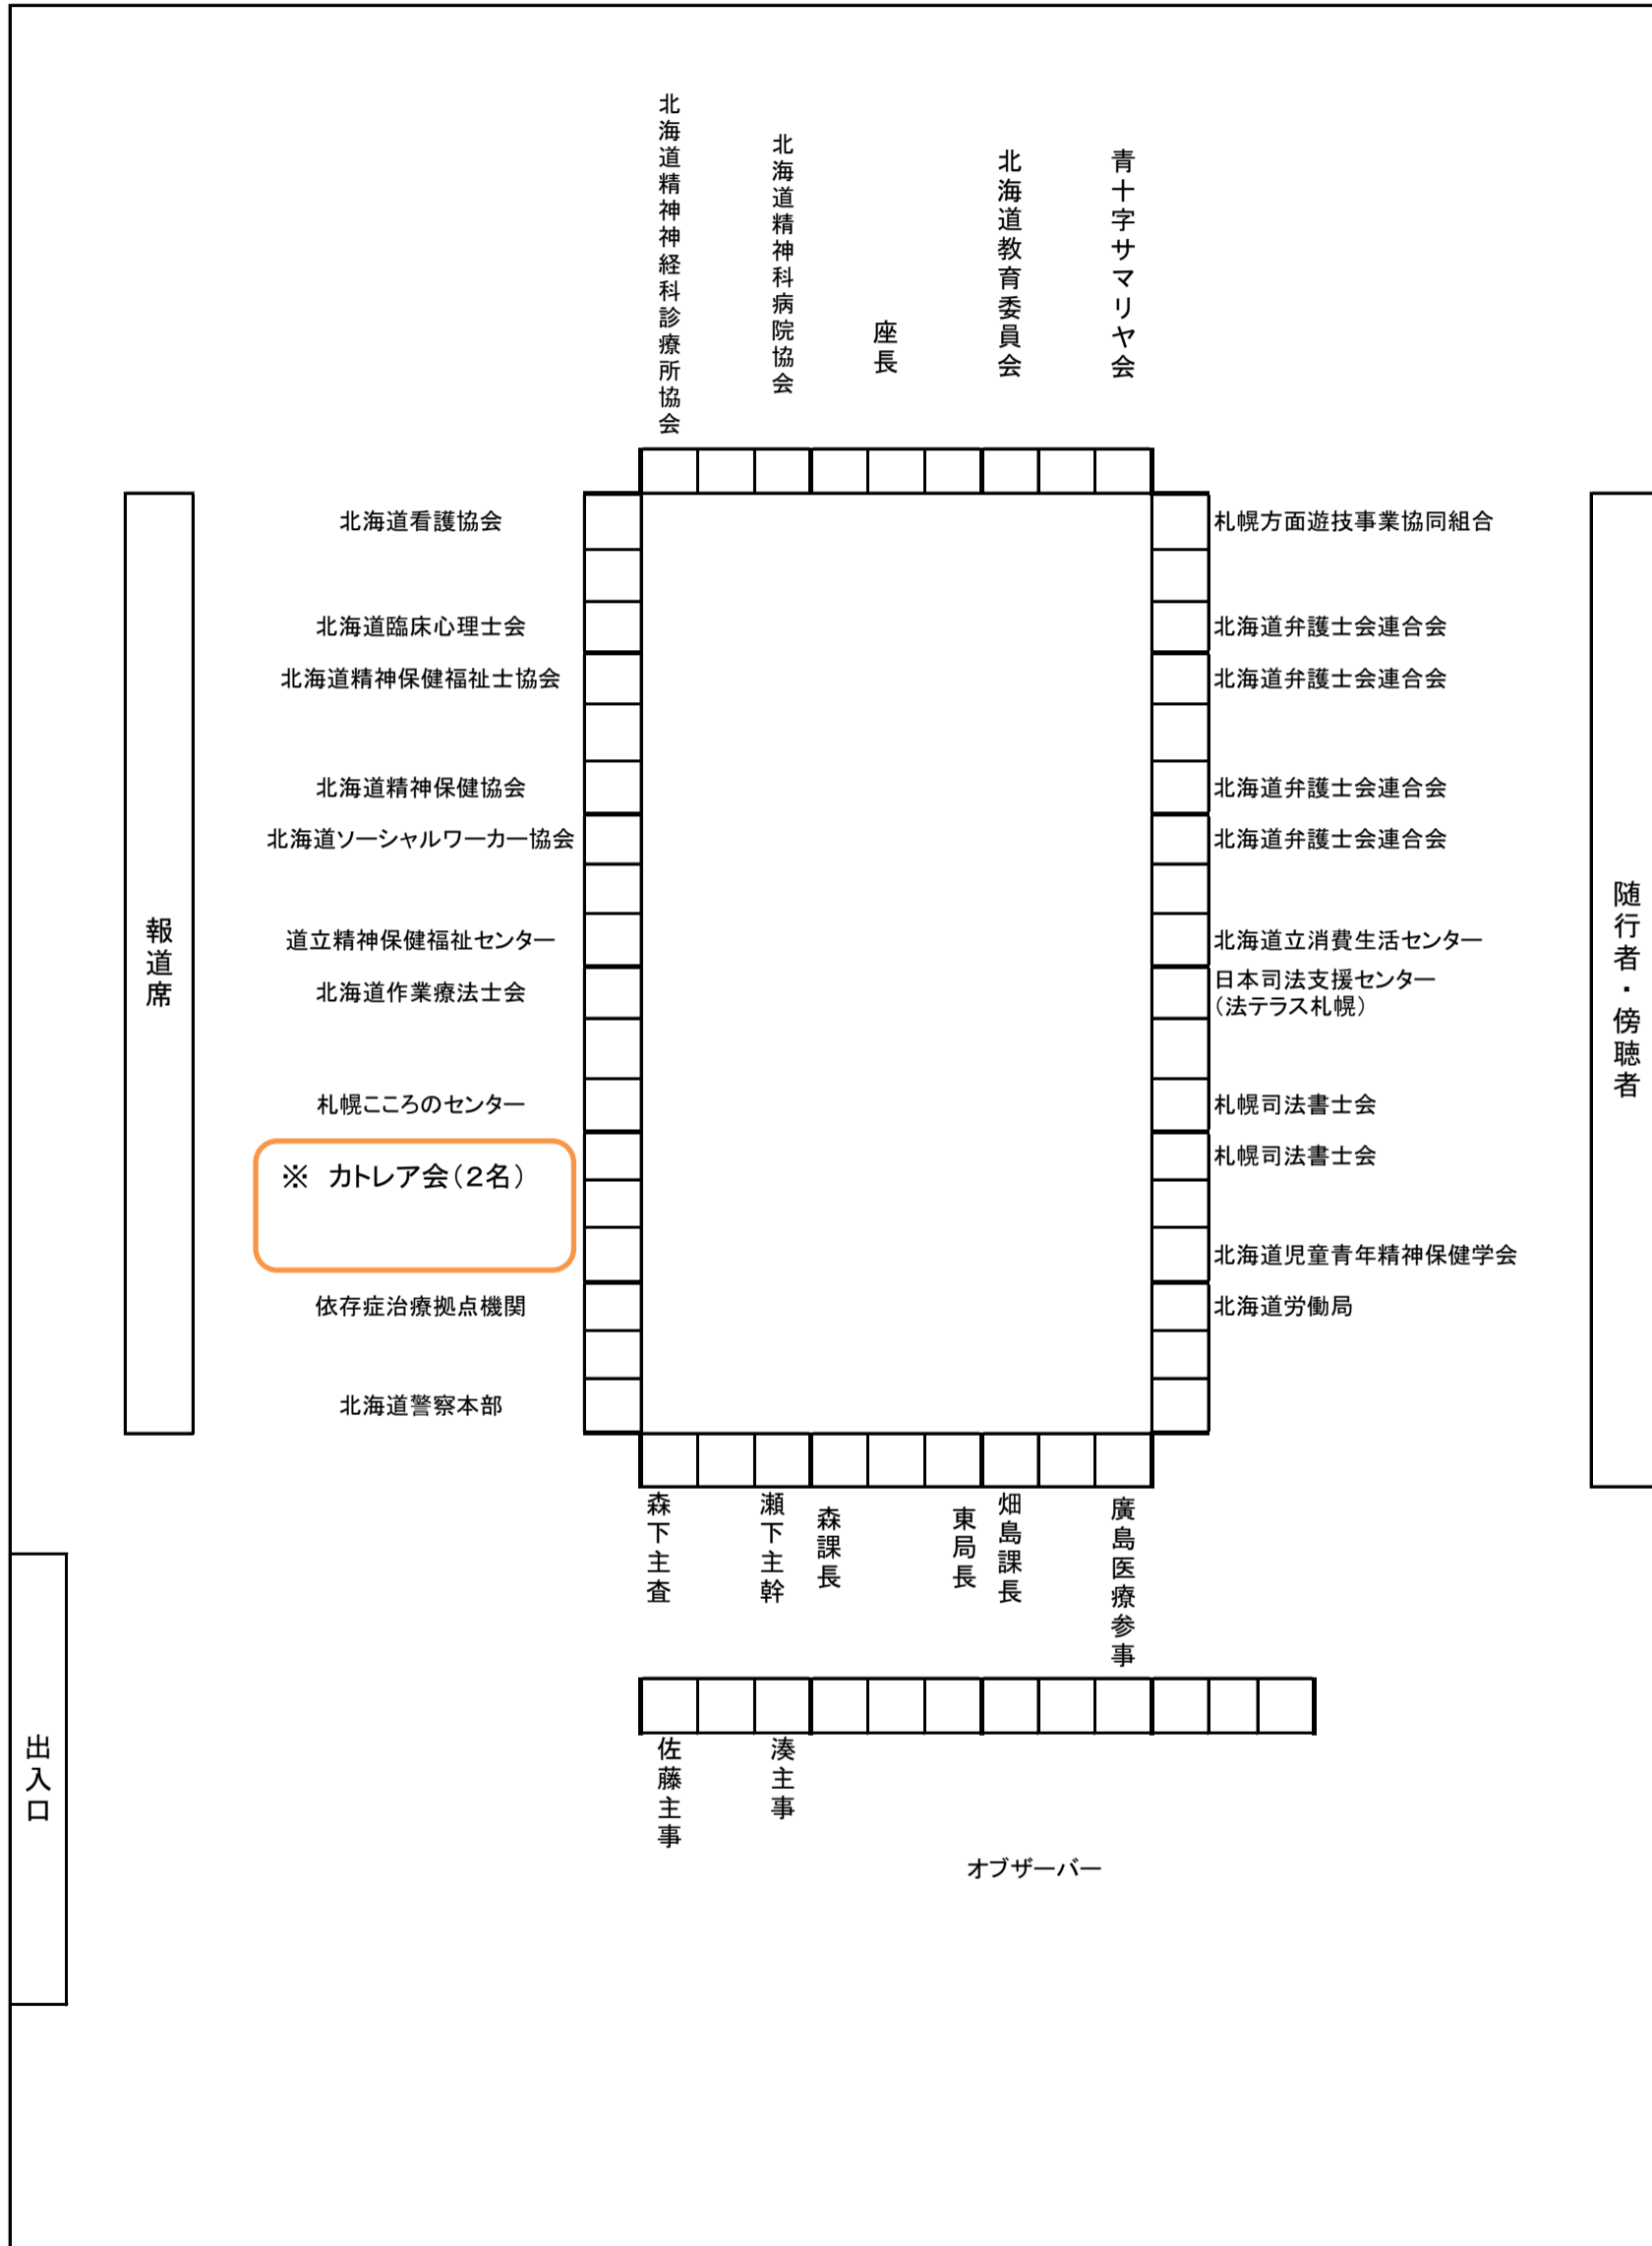 北海道精神神経科診療所協会
北海道精神科病院協会
座長
北海道教育委員会
青十字サマリヤ会
報道席
北海道看護協会
北海道臨床心理士会
北海道精神保健福祉士協会
北海道精神保健協会
北海道ソーシャルワーカー協会
道立精神保健福祉センター
北海道作業療法士会
札幌こころのセンター
※　カトレア会（２名）
依存症治療拠点機関
北海道警察本部
札幌方面遊技事業協同組合
北海道弁護士会連合会
北海道弁護士会連合会
北海道弁護士会連合会
北海道弁護士会連合会
北海道立消費生活センター
日本司法支援センター
（法テラス札幌）
札幌司法書士会
札幌司法書士会
北海道児童青年精神保健学会
北海道労働局
随行者・傍聴者
森下主査
瀬下主幹
森課長
東局長
畑島課長
廣島医療参事
出入口
佐藤主事
湊主事
オブザーバー